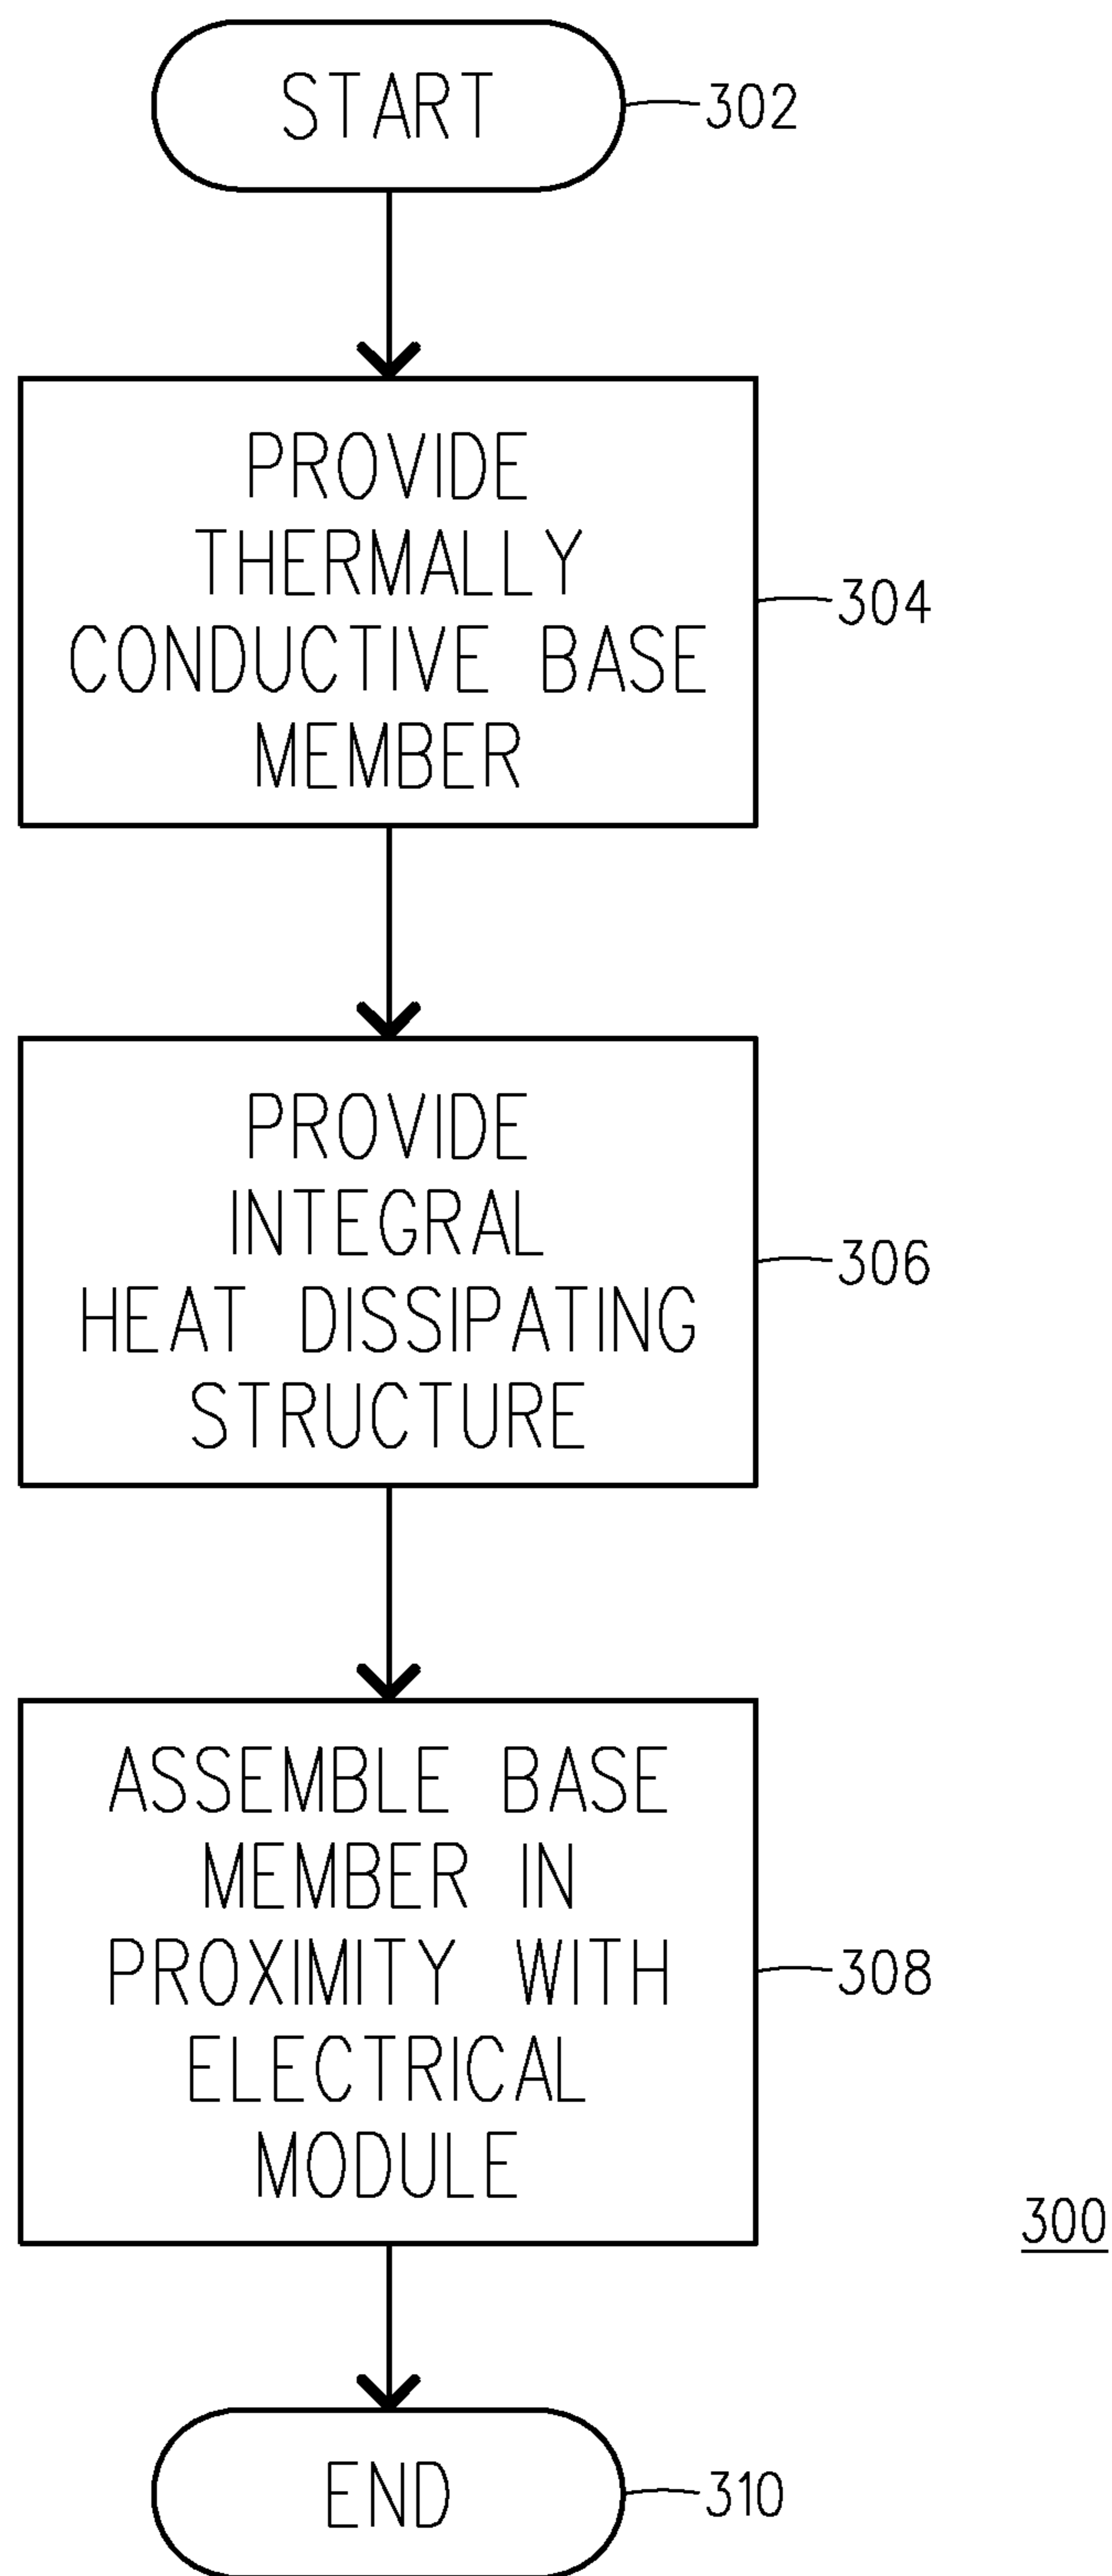 START
302
PROVIDE
THERMALLY
CONDUCTIVE BASE
MEMBER
304
PROVIDE
INTEGRAL
HEAT DISSIPATING
STRUCTURE
306
ASSEMBLE BASE
MEMBER IN
PROXIMITY WITH
ELECTRICAL
MODULE
308
300
END
310